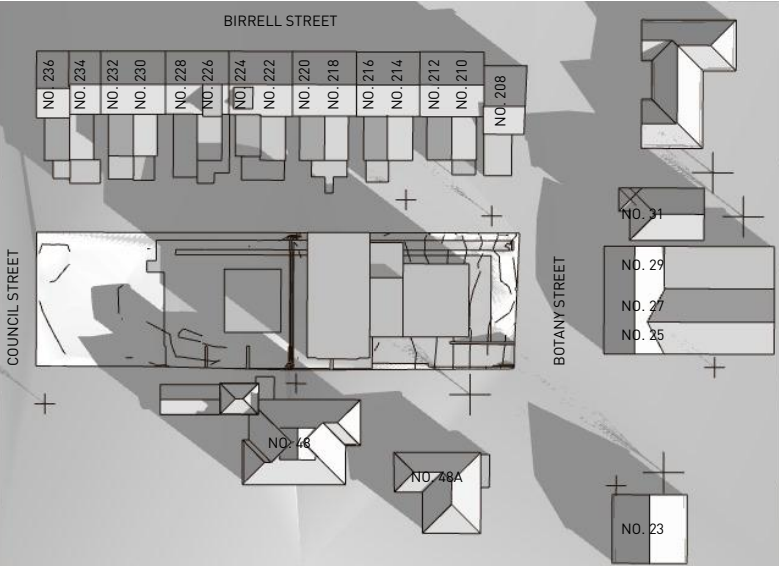 BIRRELL STREET
NO. 236
NO. 234
NO. 232
NO. 230
NO. 228
NO. 226
NO. 224
NO. 222
NO. 220
NO. 218
NO. 216
NO. 214
NO. 212
NO. 210
NO. 208
NO. 31
NO. 29
NO. 27
NO. 25
COUNCIL STREET
BOTANY STREET
NO. 48
NO. 48A
NO. 23